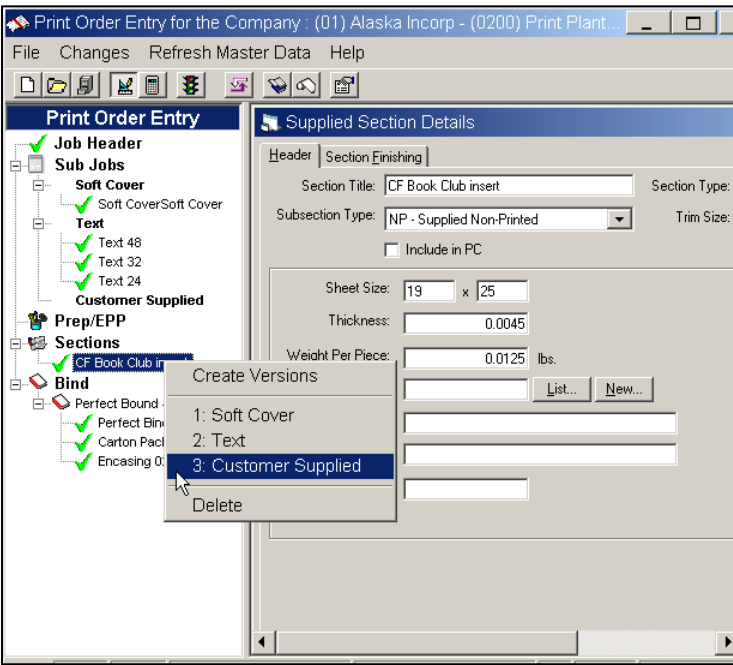 Print Order Entry for the Company : (01) Alaska Incorp - (0200) Print Plant...
File Changes Refresh Master Data Help
Print Order Entry
Job Header
Sub Jobs
Soft Cover
Soft CoverSoft Cover
Text
Text 48
Text 32
Text 24
Customer Supplied
Prep/EPP
Sections
CF Book Club
Bind
Perfect Bound
Perfect
Carton
Encasing
Create Versions
1: Soft Cover
2: Text
3: Customer Supplied
Delete
Supplied Section Details
Header Section Finishing
Section Title: CF Book Club insert Section Type:
Subsection Type: NP - Supplied Non-Printed Trim Size:
Include in PC
Sheet Size: 19 x 25
Thickness: 0.0045
Weight Per Piece: 0.0125 lbs.
List... New...